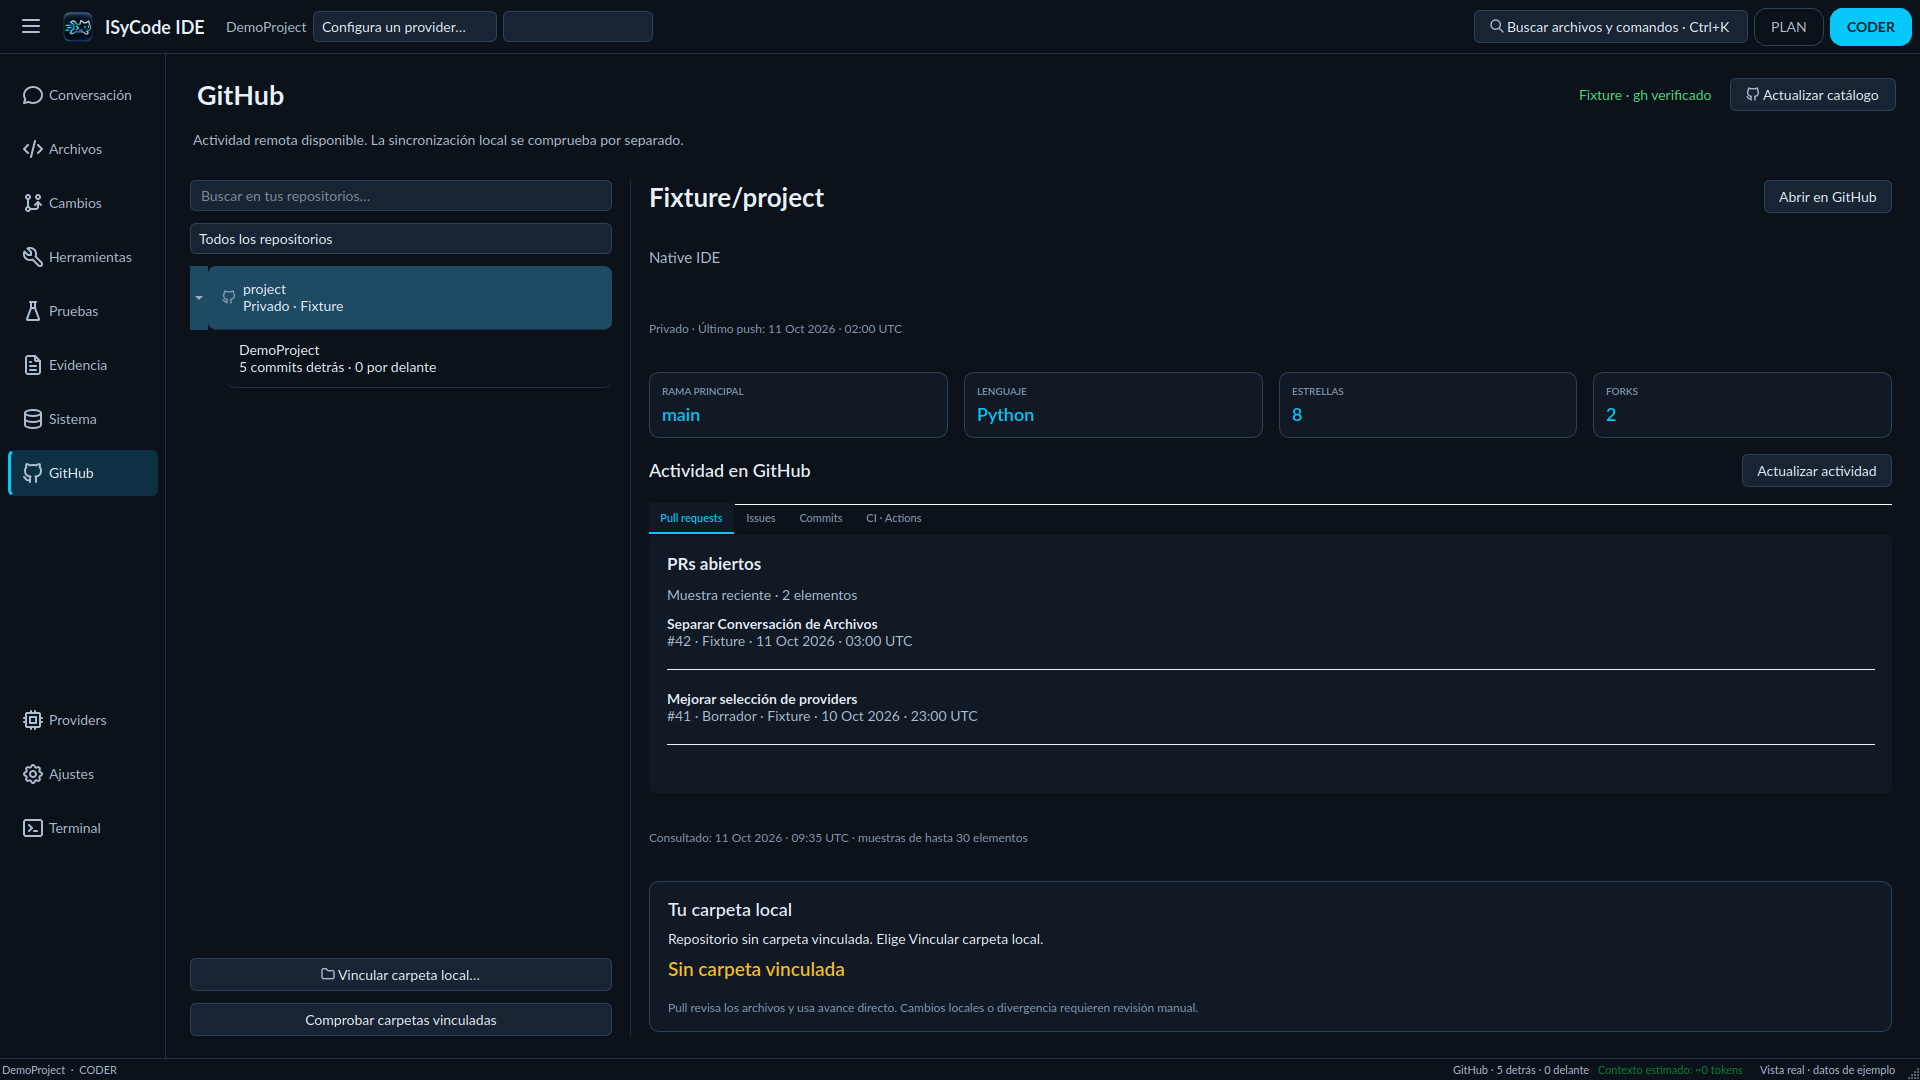 ISyCode IDE
DemoProject
Configura un provider...
Buscar archivos y comandos · Ctrl+K
PLAN
CODER
Conversación
Archivos
Cambios
Herramientas
Pruebas
Evidencia
Sistema
GitHub
Providers
Ajustes
Terminal
GitHub
Fixture · gh verificado
Actualizar catálogo
Actividad remota disponible. La sincronización local se comprueba por separado.
Buscar en tus repositorios...
Todos los repositorios
project
Privado · Fixture
DemoProject
5 commits detrás · 0 por delante
Vincular carpeta local...
Comprobar carpetas vinculadas
Fixture/project
Abrir en GitHub
Native IDE
Privado · Último push: 11 Oct 2026 · 02:00 UTC
RAMA PRINCIPAL
main
LENGUAJE
Python
ESTRELLAS
8
FORKS
2
Actividad en GitHub
Actualizar actividad
Pull requests
Issues
Commits
CI · Actions
PRs abiertos
Muestra reciente · 2 elementos
Separar Conversación de Archivos
#42 · Fixture · 11 Oct 2026 · 03:00 UTC
Mejorar selección de providers
#41 · Borrador · Fixture · 10 Oct 2026 · 23:00 UTC
Consultado: 11 Oct 2026 · 09:35 UTC · muestras de hasta 30 elementos
Tu carpeta local
Repositorio sin carpeta vinculada. Elige Vincular carpeta local.
Sin carpeta vinculada
Pull revisa los archivos y usa avance directo. Cambios locales o divergencia requieren revisión manual.
DemoProject · CODER
GitHub · 5 detrás · 0 delante
Contexto estimado: ~0 tokens
Vista real · datos de ejemplo